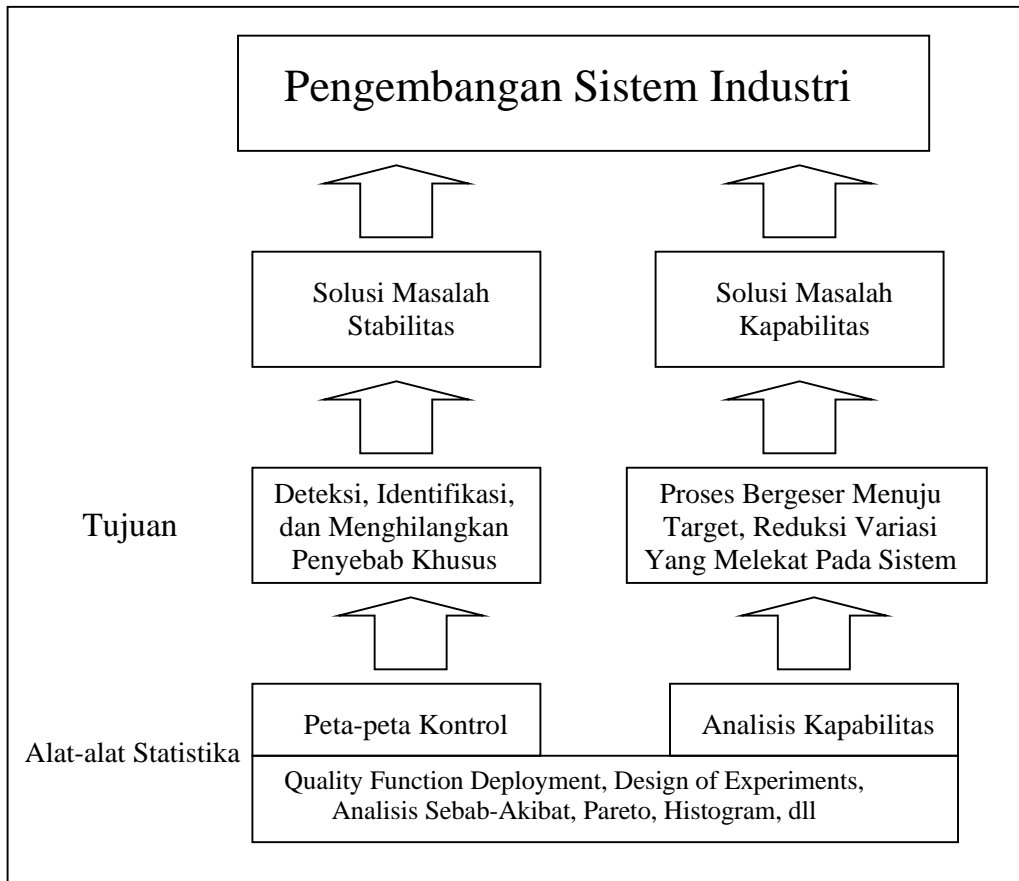 Pengembangan Sistem Industri
Solusi Masalah
Stabilitas
Solusi Masalah
Kapabilitas
Tujuan
Deteksi, Identifikasi,
dan Menghilangkan
Penyebab Khusus
Proses Bergeser Menuju
Target, Reduksi Variasi
Yang Melekat Pada Sistem
Alat-alat Statistika
Peta-peta Kontrol
Analisis Kapabilitas
Quality Function Deployment, Design of Experiments,
Analisis Sebab-Akibat, Pareto, Histogram, dll